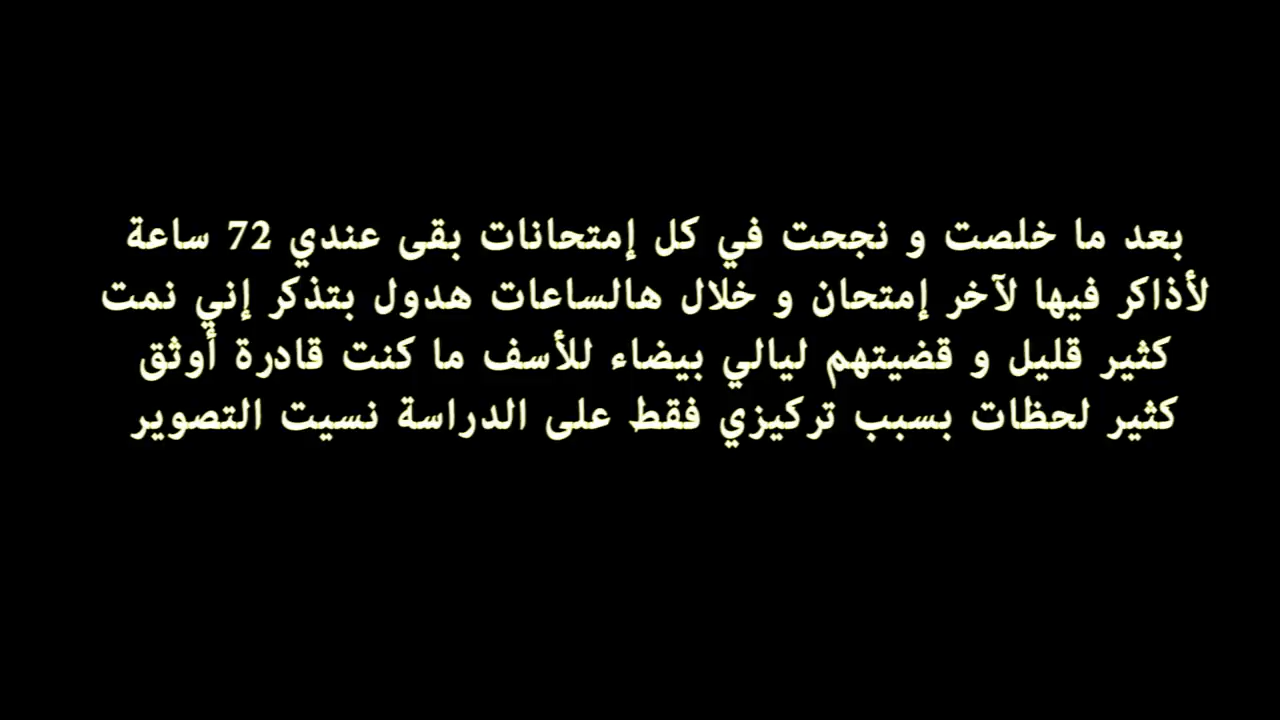 بعد ما خلصت و نجحت في كل إمتحانات بقى عندي 72 ساعة
لأذاكر فيها لآخر إمتحان و خلال هالساعات هدول بتذكر إني نمت
كثير قليل و قضيتهم ليالي بيضاء للأسف ما كنت قادرة أوثق
كثير لحظات بسبب تركيزي فقط على الدراسة نسيت التصوير